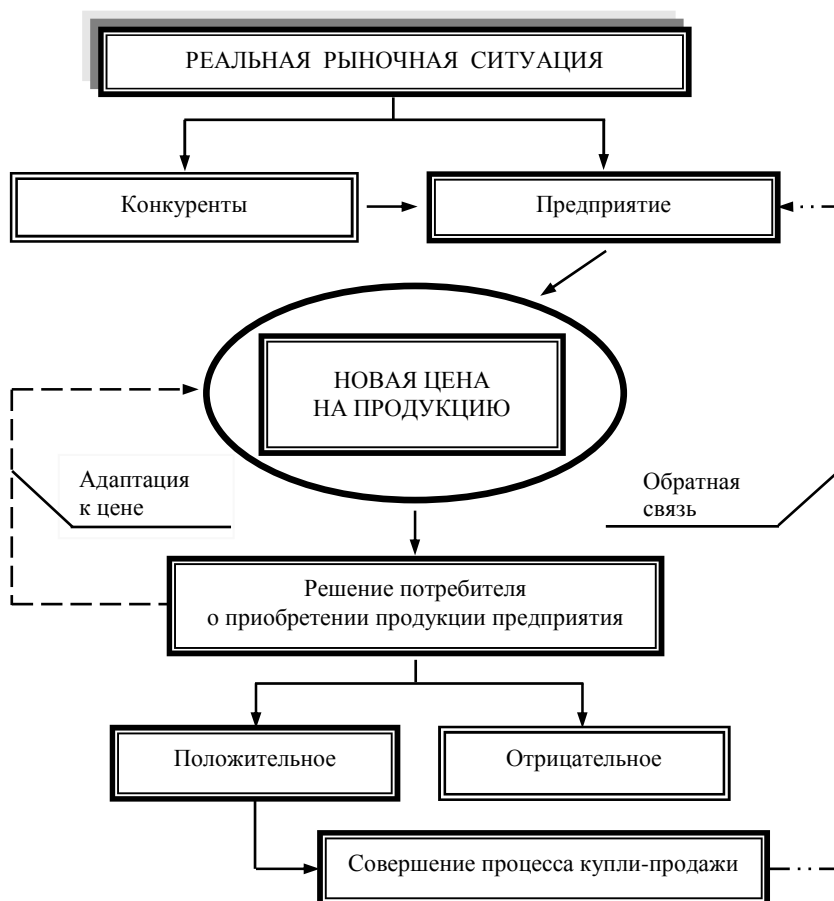 РЕАЛЬНАЯ РЫНОЧНАЯ СИТУАЦИЯ
Конкуренты
Предприятие
НОВАЯ ЦЕНА
НА ПРОДУКЦИЮ
Адаптация
к цене
Обратная
связь
Решение потребителя
о приобретении продукции предприятия
Положительное
Отрицательное
Совершение процесса купли-продажи